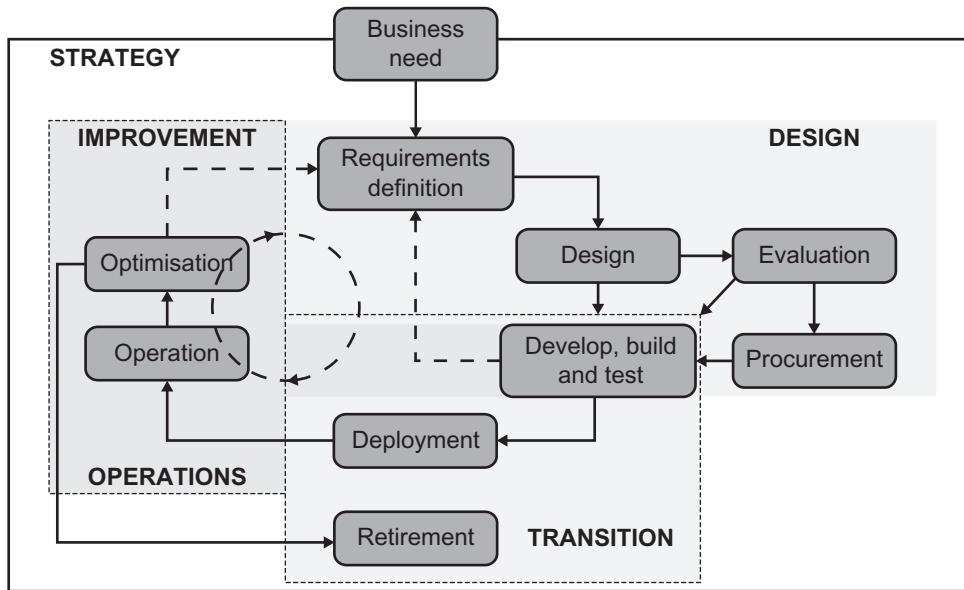 Business
need
STRATEGY
IMPROVEMENT
DESIGN
Requirements
definition
Optimisation
Design
Evaluation
Operation
Develop, build
and test
Procurement
Deployment
OPERATIONS
Retirement
TRANSITION